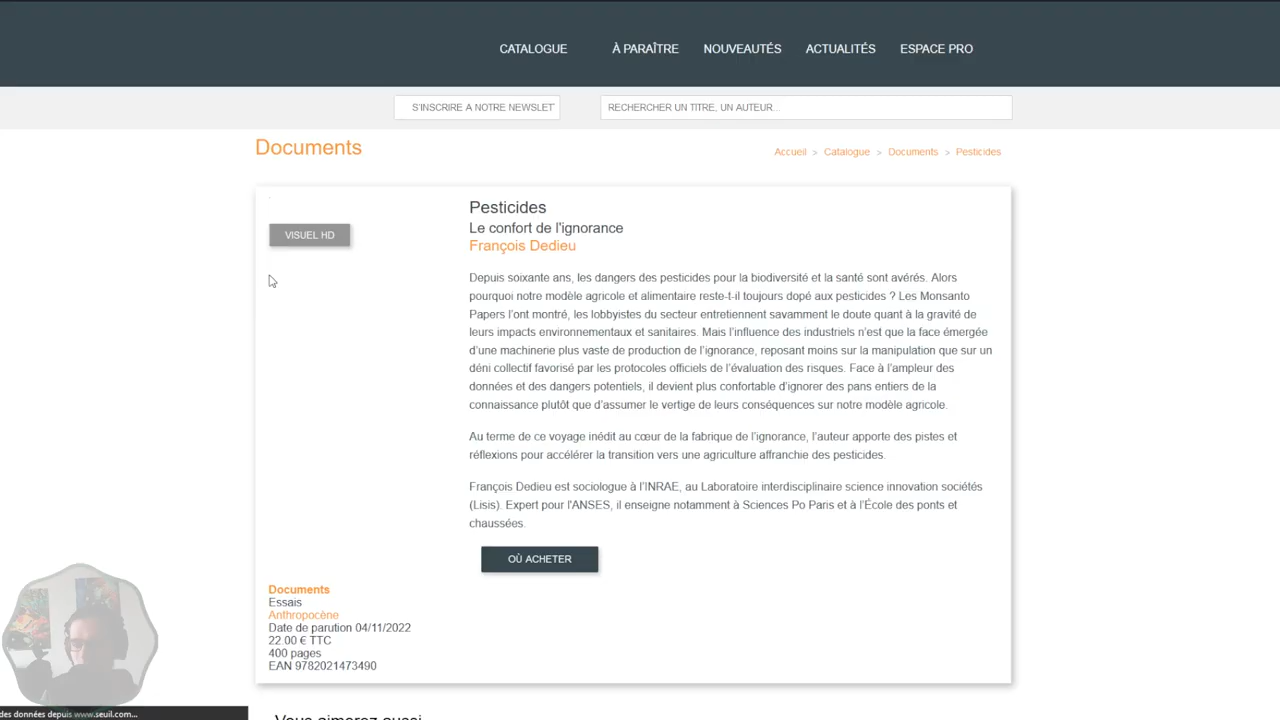 CATALOGUE À PARAÎTRE NOUVEAUTÉS ACTUALITÉS ESPACE PRO
S'INSCRIRE A NOTRE NEWSLET RECHERCHER UN TITRE, UN AUTEUR...
Documents
Accueil > Catalogue > Documents > Pesticides
VISUEL HD
Pesticides
Le confort de l'ignorance
François Dedieu
Depuis soixante ans, les dangers des pesticides pour la biodiversité et la santé sont avérés. Alors
pourquoi notre modèle agricole et alimentaire reste-t-il toujours dopé aux pesticides ? Les Monsanto
Papers l'ont montré, les lobbyistes du secteur entretiennent savamment le doute quant à la gravité de
leurs impacts environnementaux et sanitaires. Mais l'influence des industriels n'est que la face émergée
d'une machinerie plus vaste de production de l'ignorance, reposant moins sur la manipulation que sur un
déni collectif favorisé par les protocoles officiels de l'évaluation des risques. Face à l'ampleur des
données et des dangers potentiels, il devient plus confortable d'ignorer des pans entiers de la
connaissance plutôt que d'assumer le vertige de leurs conséquences sur notre modèle agricole.
Au terme de ce voyage inédit au cœur de la fabrique de l'ignorance, l'auteur apporte des pistes et
réflexions pour accélérer la transition vers une agriculture affranchie des pesticides.
François Dedieu est sociologue à l'INRAE, au Laboratoire interdisciplinaire science innovation sociétés
(Lisis). Expert pour l'ANSES, il enseigne notamment à Sciences Po Paris et à l'École des ponts et
chaussées.
OÙ ACHETER
Documents
Essais
Anthropocène
Date de parution 04/11/2022
22.00 € TTC
400 pages
EAN 9782021473490
des données depuis www.seuil.com...
Vous aimerez aussi